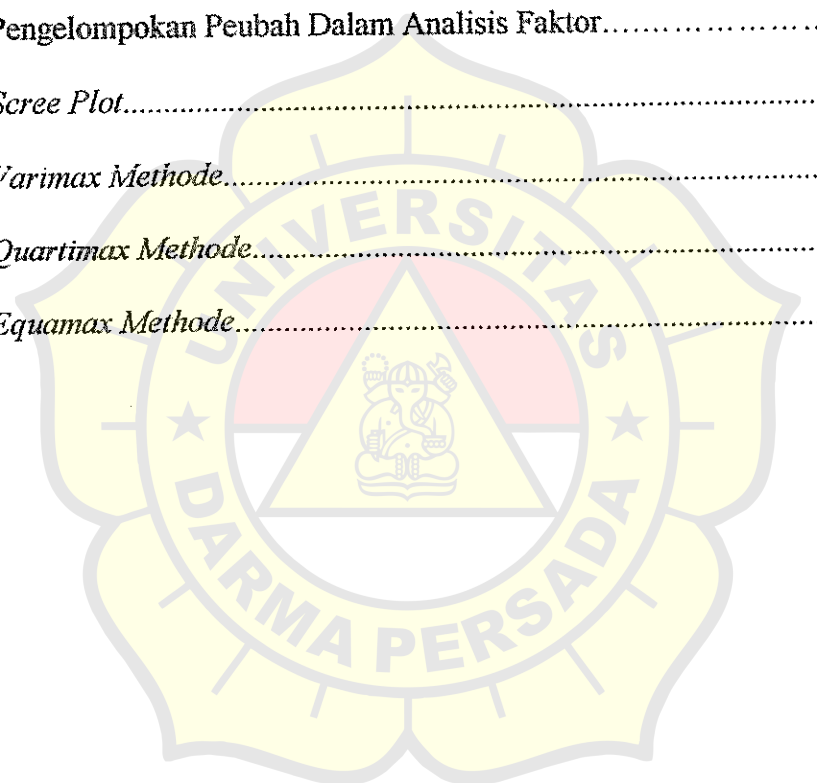 Pengelompokan Peubah Dalam Analisis Faktor……………………
Scree Plot..........................................................................................
Varimax Methode.............................................................................
Quartimax Methode.........................................................................
Equamax Methode...........................................................................
UNIVERSITAS
DARMA PERSADA